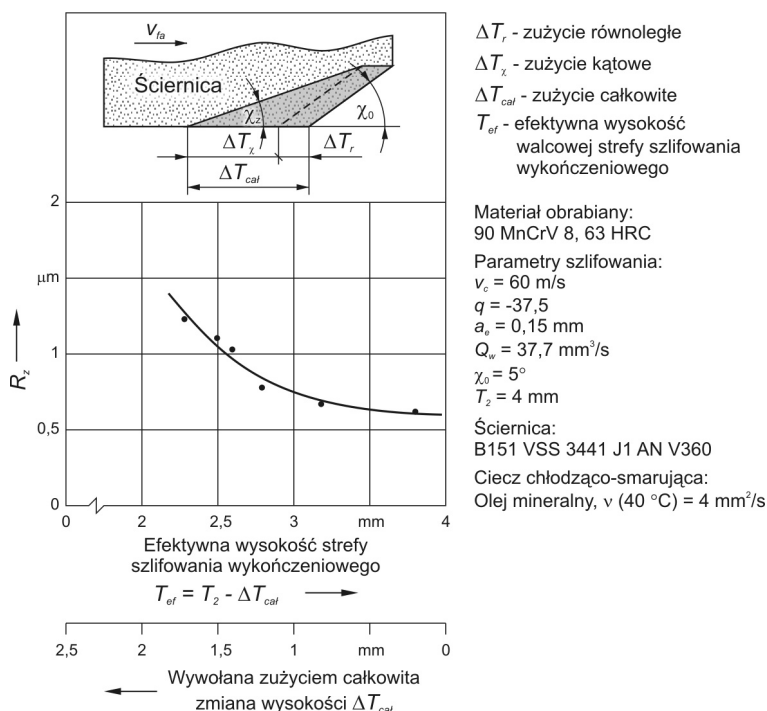 v_fa
Ściernica
χ_z
χ_0
ΔT_χ
ΔT_r
ΔT_cał
ΔT_r - zużycie równoległe
ΔT_χ - zużycie kątowe
ΔT_cał - zużycie całkowite
T_ef - efektywna wysokość
walcowej strefy szlifowania
wykończeniowego
Materiał obrabiany:
90 MnCrV 8, 63 HRC
Parametry szlifowania:
v_c = 60 m/s
q = -37,5
a_e = 0,15 mm
Q_w = 37,7 mm³/s
χ_0 = 5°
T_2 = 4 mm
Ściernica:
B151 VSS 3441 J1 AN V360
Ciecz chłodząco-smarująca:
Olej mineralny, ν (40 °C) = 4 mm²/s
2
μm
1
0,5
0
R_z
0 2 2,5 3 mm 4
Efektywna wysokość strefy
szlifowania wykończeniowego
T_ef = T_2 - ΔT_cał
2,5 2 1,5 1 mm 0
Wywołana zużyciem całkowita
zmiana wysokości ΔT_cał